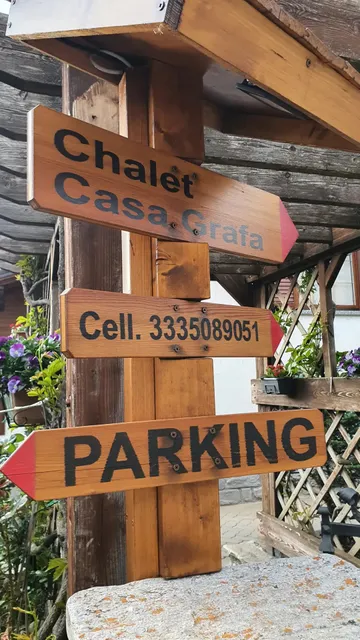 Chalet
Casa Grafa
Cell. 3335089051
PARKING